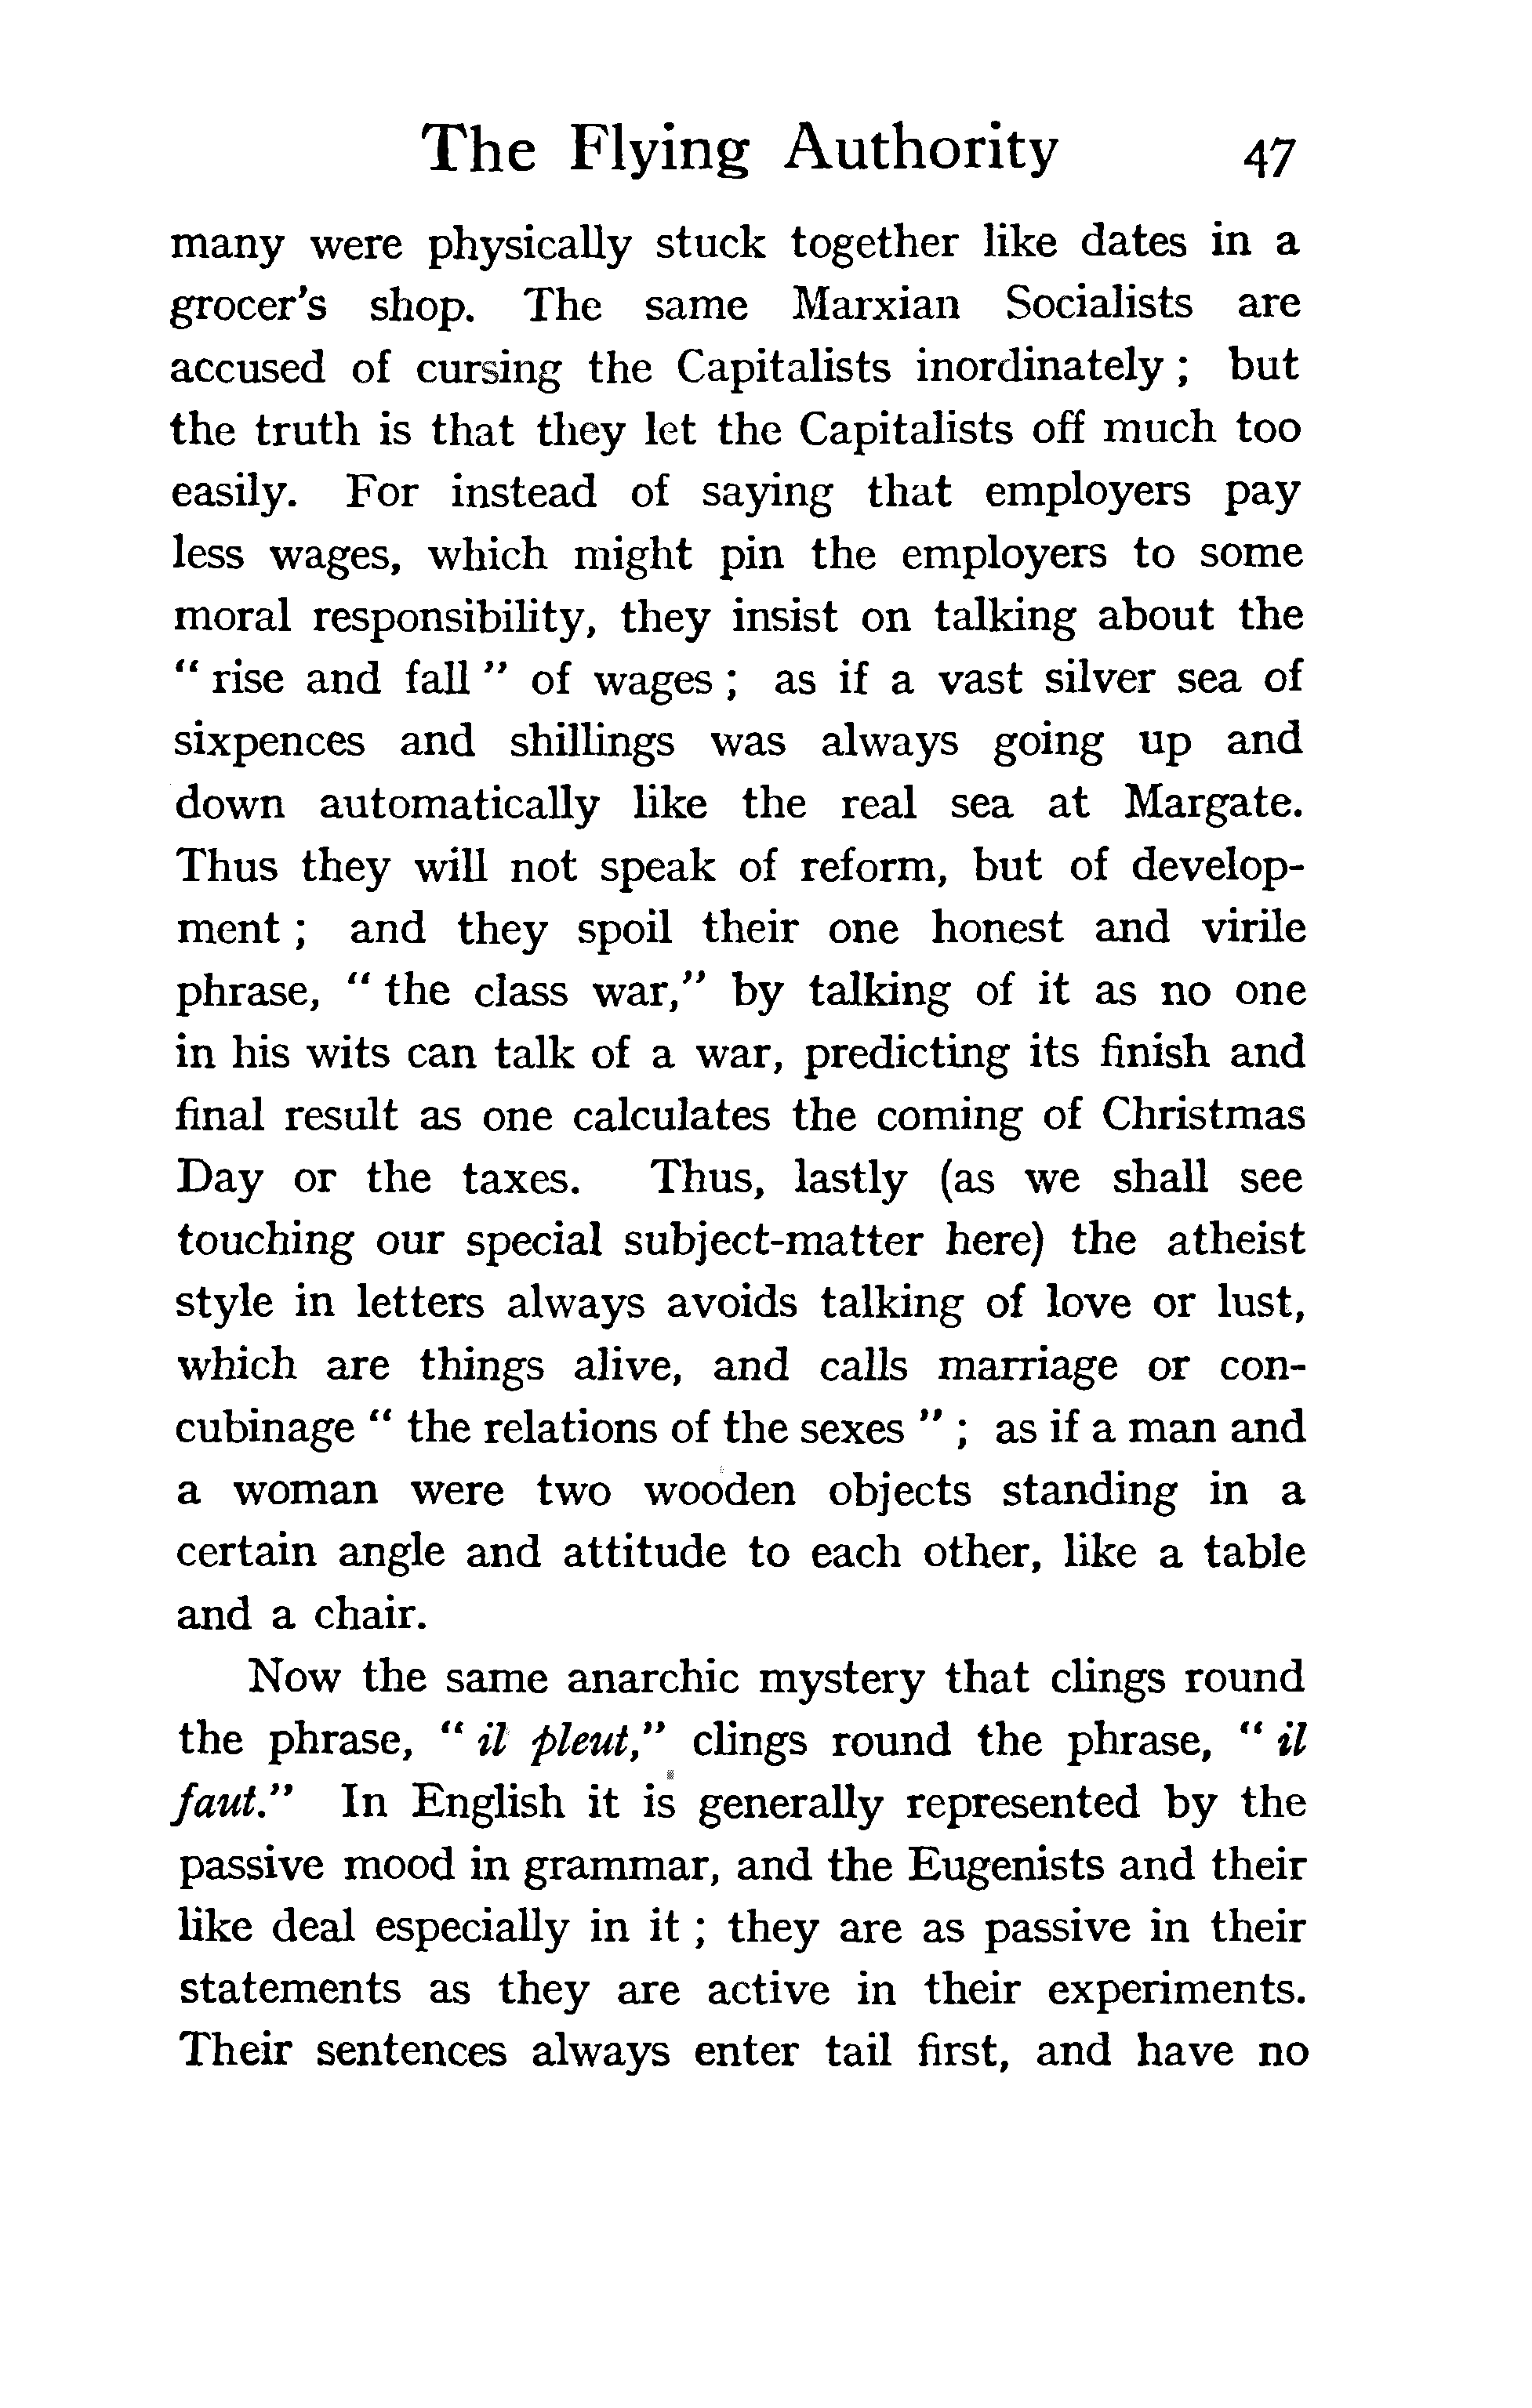 The Flying Authority 47
many were physically stuck together like dates in a
grocer's shop. The same Marxian Socialists are
accused of cursing the Capitalists inordinately ; but
the truth is that they let the Capitalists off much too
easily. For instead of saying that employers pay
less wages, which might pin the employers to some
moral responsibility, they insist on talking about the
" rise and fall " of wages ; as if a vast silver sea of
sixpences and shillings was always going up and
down automatically like the real sea at Margate.
Thus they will not speak of reform, but of develop-
ment ; and they spoil their one honest and virile
phrase, " the class war," by talking of it as no one
in his wits can talk of a war, predicting its finish and
final result as one calculates the coming of Christmas
Day or the taxes. Thus, lastly (as we shall see
touching our special subject-matter here) the atheist
style in letters always avoids talking of love or lust,
which are things alive, and calls marriage or con-
cubinage " the relations of the sexes " ; as if a man and
a woman were two wooden objects standing in a
certain angle and attitude to each other, like a table
and a chair.
Now the same anarchic mystery that clings round
the phrase, " il pleut," clings round the phrase, " il
faut." In English it is generally represented by the
passive mood in grammar, and the Eugenists and their
like deal especially in it ; they are as passive in their
statements as they are active in their experiments.
Their sentences always enter tail first, and have no